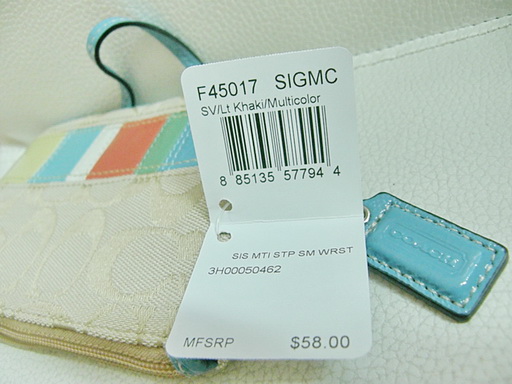 F45017 SIGMC
SV/Lt Khaki/Multicolor
8 85135 57794 4
SIS MTI STP SM WRST
3H00050462
MFSRP $58.00